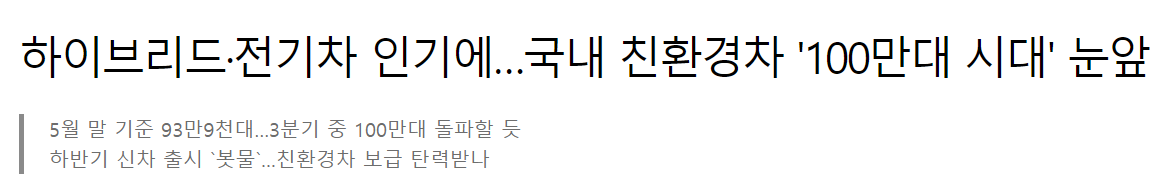 하이브리드·전기차 인기에...국내 친환경차 '100만대 시대' 눈앞
5월 말 기준 93만9천대...3분기 중 100만대 돌파할 듯
하반기 신차 출시 `봇물`...친환경차 보급 탄력받나